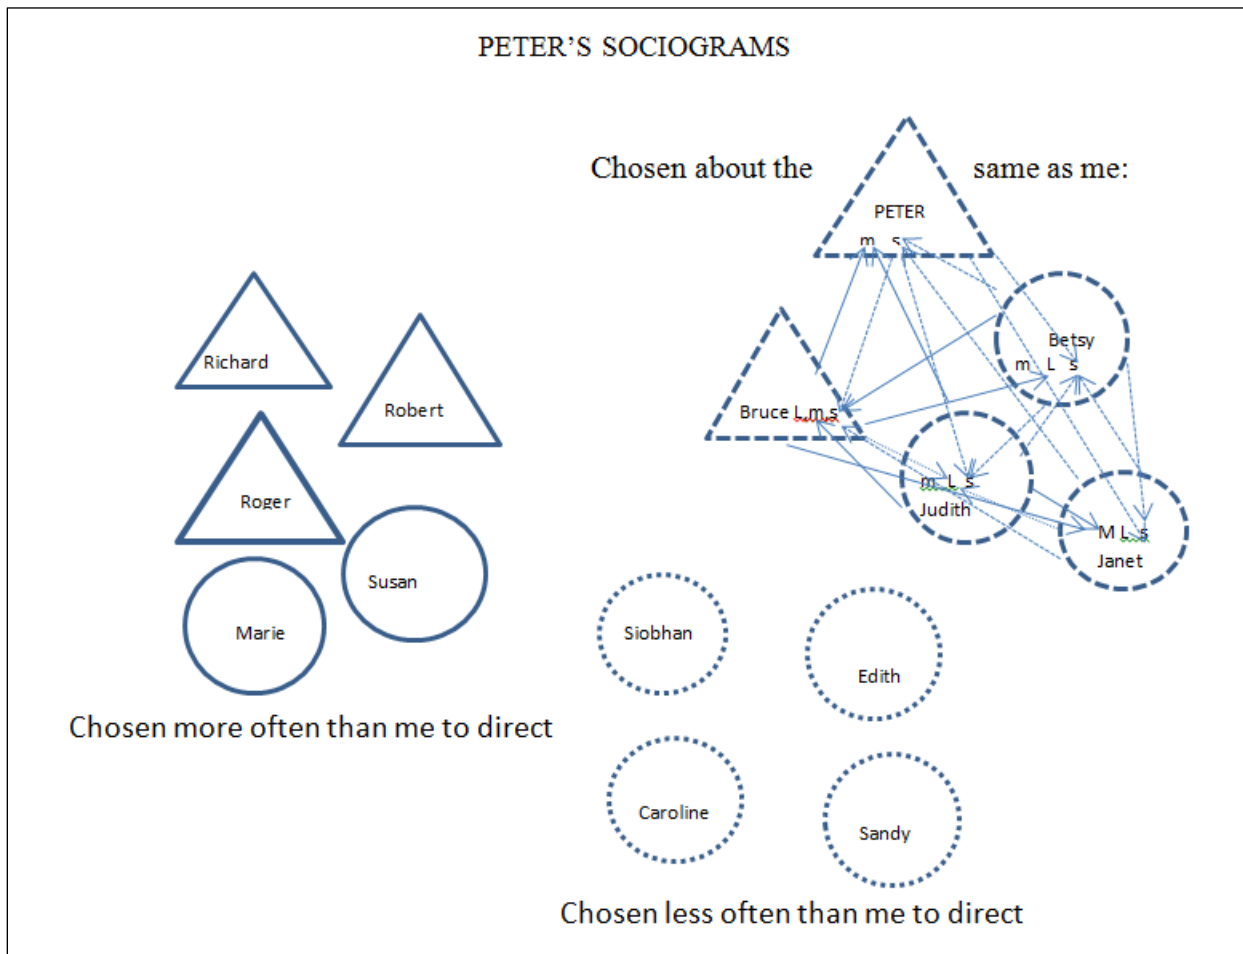 PETER'S SOCIOGRAMS
Chosen about the same as me:
PETER
m s
Richard
Robert
Betsy
m L s
Bruce L,m,s
m L s
Judith
Roger
M L s
Janet
Susan
Marie
Siobhan
Edith
Chosen more often than me to direct
Caroline
Sandy
Chosen less often than me to direct